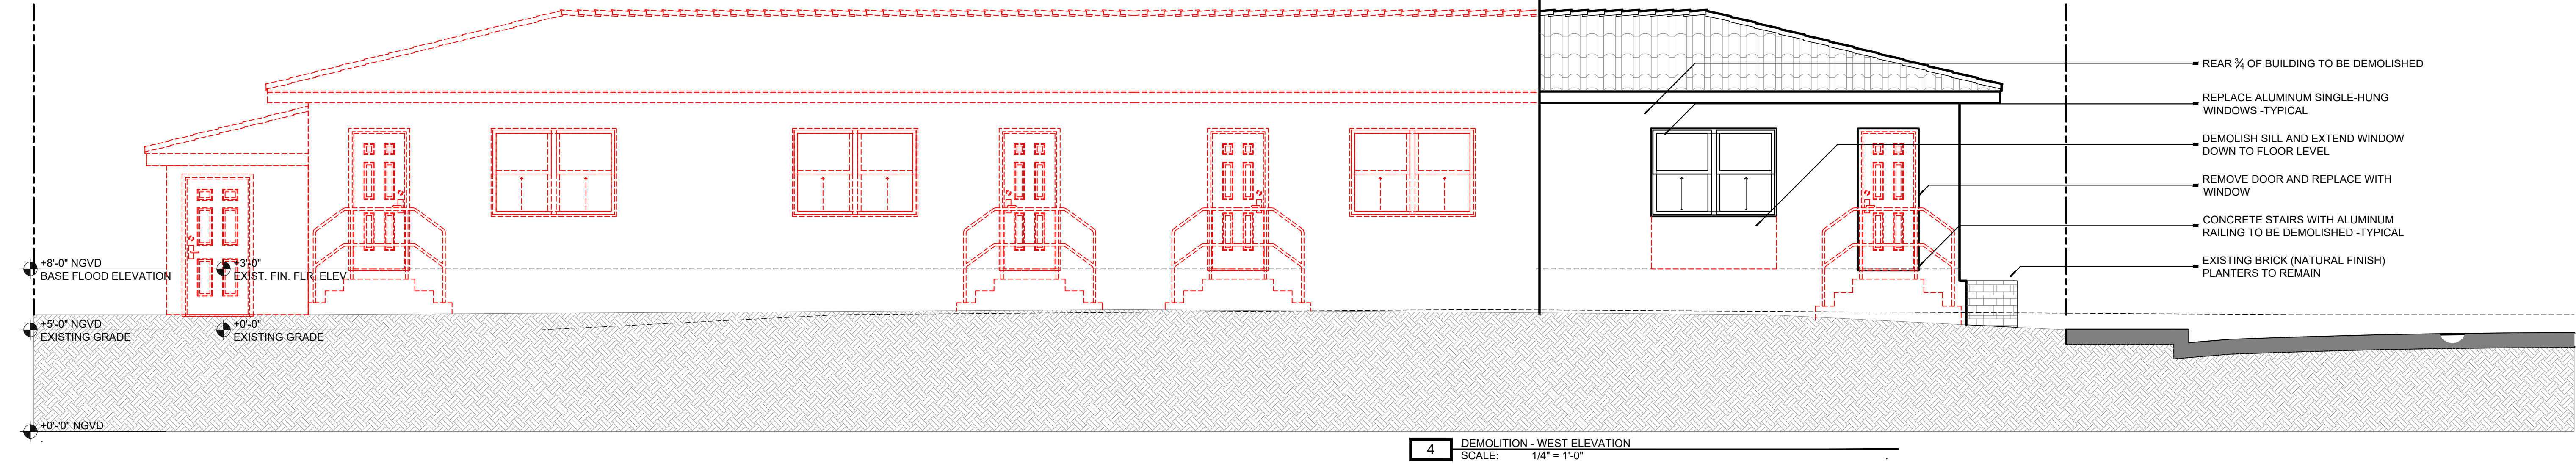 REAR ¾ OF BUILDING TO BE DEMOLISHED
REPLACE ALUMINUM SINGLE-HUNG
WINDOWS -TYPICAL
DEMOLISH SILL AND EXTEND WINDOW
DOWN TO FLOOR LEVEL
REMOVE DOOR AND REPLACE WITH
WINDOW
CONCRETE STAIRS WITH ALUMINUM
RAILING TO BE DEMOLISHED -TYPICAL
EXISTING BRICK (NATURAL FINISH)
PLANTERS TO REMAIN
+8'-0" NGVD
BASE FLOOD ELEVATION
+3'-0"
EXIST. FIN. FLR. ELEV.
+5'-0" NGVD
EXISTING GRADE
+0'-0"
EXISTING GRADE
+0'-'0" NGVD
4
DEMOLITION - WEST ELEVATION
SCALE: 1/4" = 1'-0"